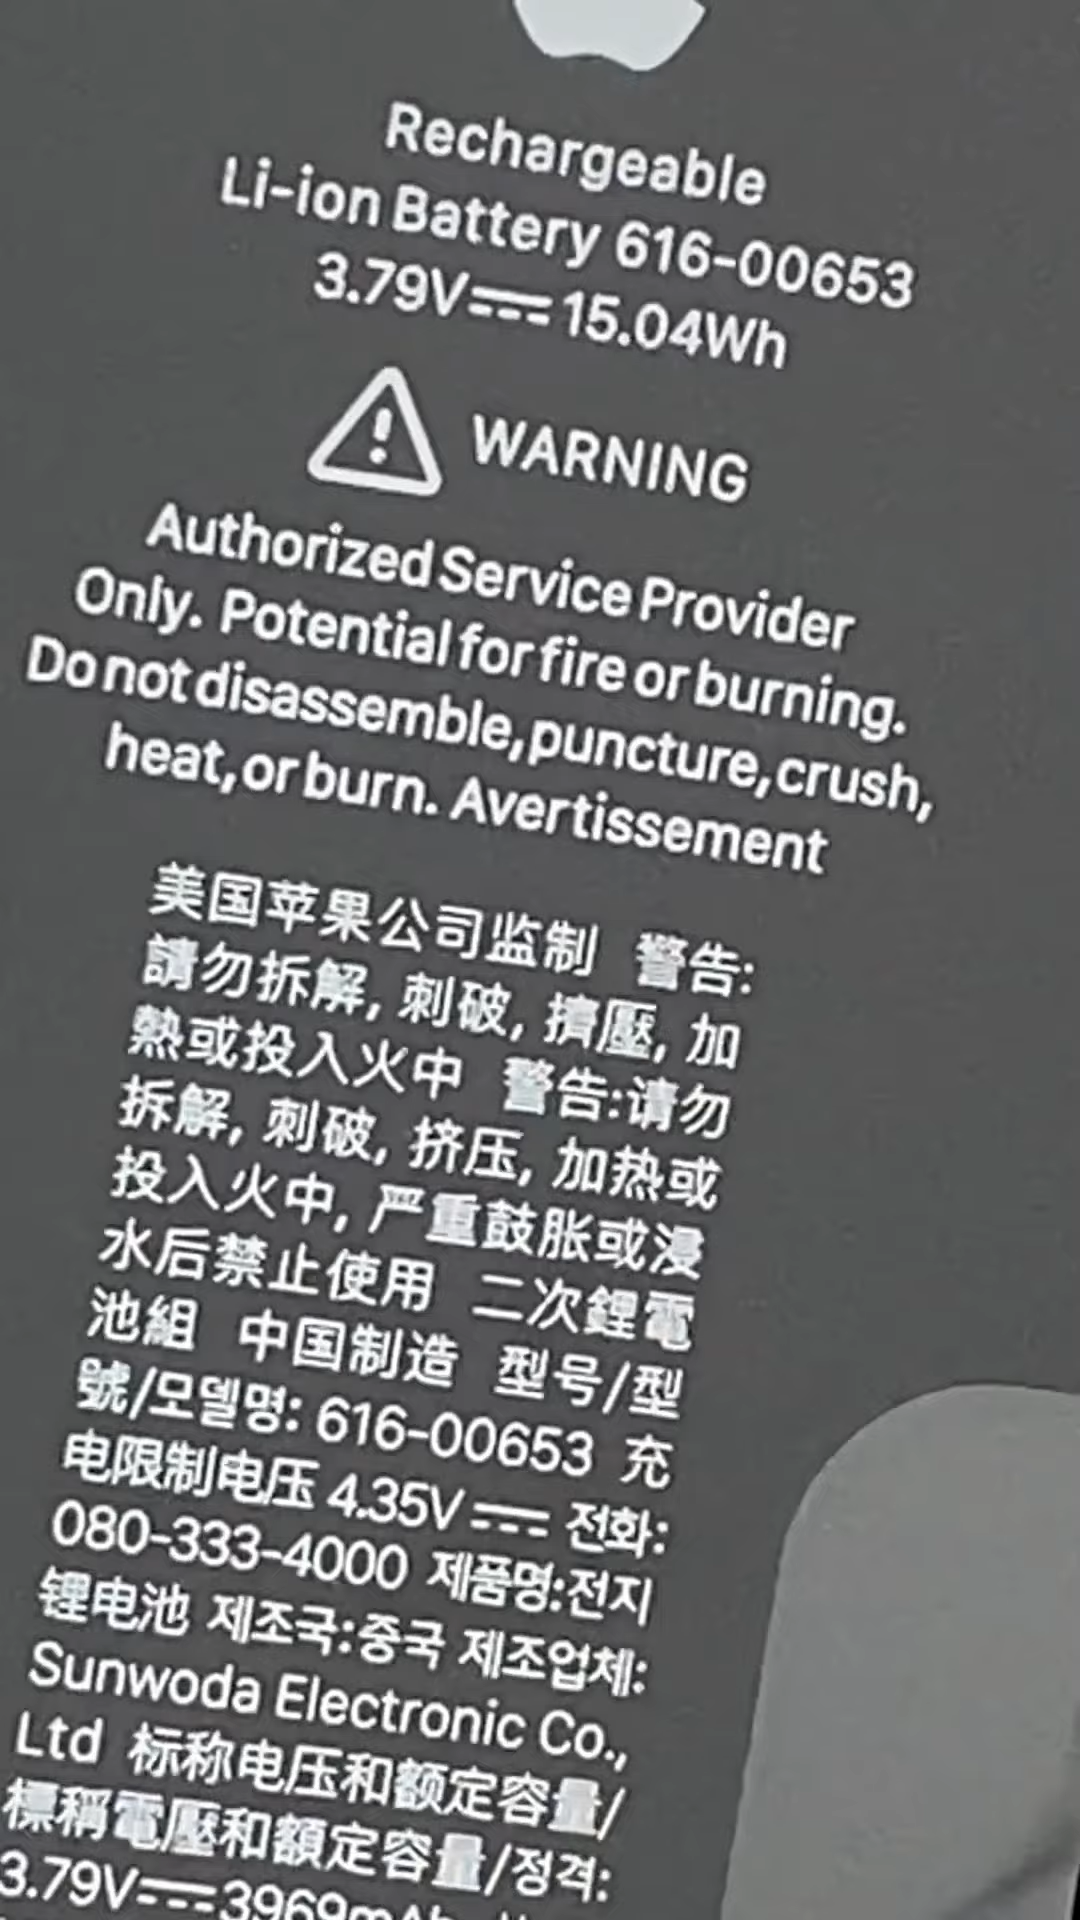 Rechargeable
Li-ion Battery 616-00653
3.79V⎓15.04Wh
WARNING
Authorized Service Provider
Only. Potential for fire or burning.
Do not disassemble, puncture, crush,
heat, or burn. Avertissement
美国苹果公司监制 警告:
請勿拆解, 刺破, 擠壓, 加
熱或投入火中 警告:请勿
拆解, 刺破, 挤压, 加热或
投入火中, 严重鼓胀或浸
水后禁止使用 二次鋰電
池組 中国制造 型号/型
號/모델명: 616-00653 充
电限制电压 4.35V⎓ 전화:
080-333-4000 제품명:전지
锂电池 제조국:중국 제조업체:
Sunwoda Electronic Co.,
Ltd 标称电压和额定容量/
標稱電壓和額定容量/정격:
3.79V⎓3969mAh